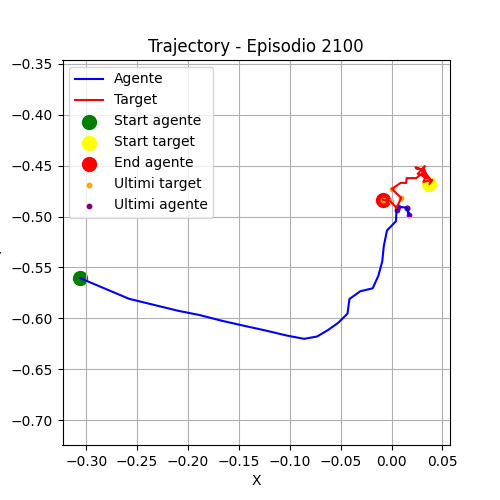 Trajectory - Episodio 2100
Agente
Target
Start agente
Start target
End agente
Ultimi target
Ultimi agente
−0.35
−0.40
−0.45
−0.50
−0.55
−0.60
−0.65
−0.70
−0.30
−0.25
−0.20
−0.15
−0.10
−0.05
0.00
0.05
X